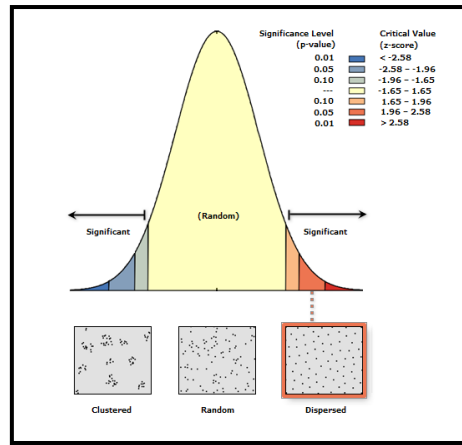 Significance Level Critical Value
(p-value) (z-score)
0.01 < -2.58
0.05 -2.58 – -1.96
0.10 -1.96 – -1.65
--- -1.65 – 1.65
0.10 1.65 – 1.96
0.05 1.96 – 2.58
0.01 > 2.58
(Random)
Significant Significant
Clustered Random Dispersed